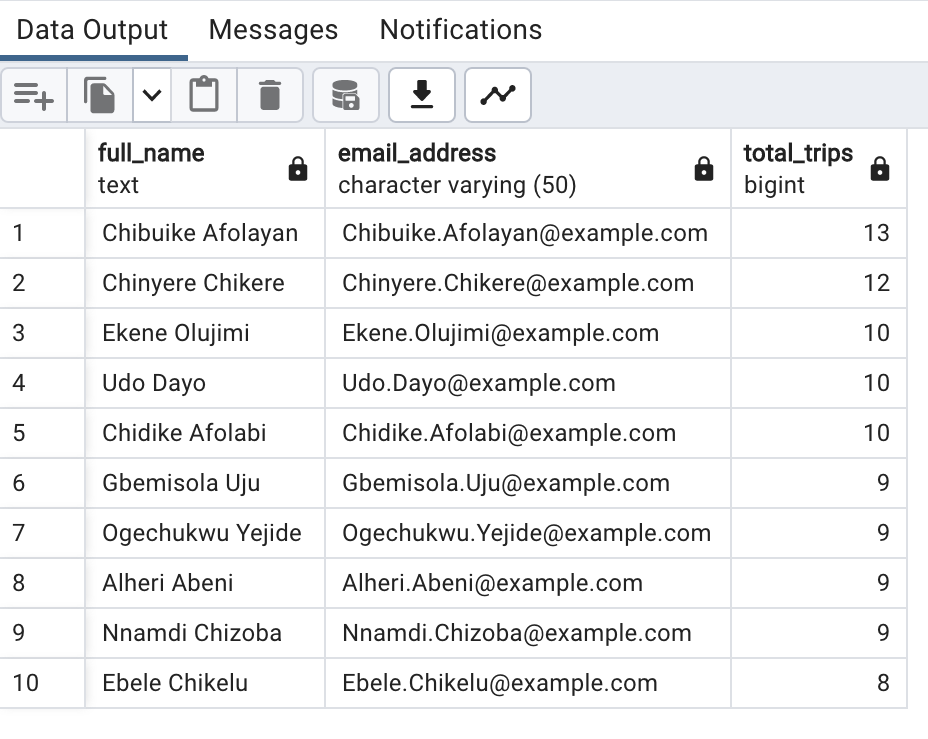 Data Output Messages Notifications
full_name email_address total_trips
text character varying (50) bigint
1 Chibuike Afolayan Chibuike.Afolayan@example.com 13
2 Chinyere Chikere Chinyere.Chikere@example.com 12
3 Ekene Olujimi Ekene.Olujimi@example.com 10
4 Udo Dayo Udo.Dayo@example.com 10
5 Chidike Afolabi Chidike.Afolabi@example.com 10
6 Gbemisola Uju Gbemisola.Uju@example.com 9
7 Ogechukwu Yejide Ogechukwu.Yejide@example.com 9
8 Alheri Abeni Alheri.Abeni@example.com 9
9 Nnamdi Chizoba Nnamdi.Chizoba@example.com 9
10 Ebele Chikelu Ebele.Chikelu@example.com 8